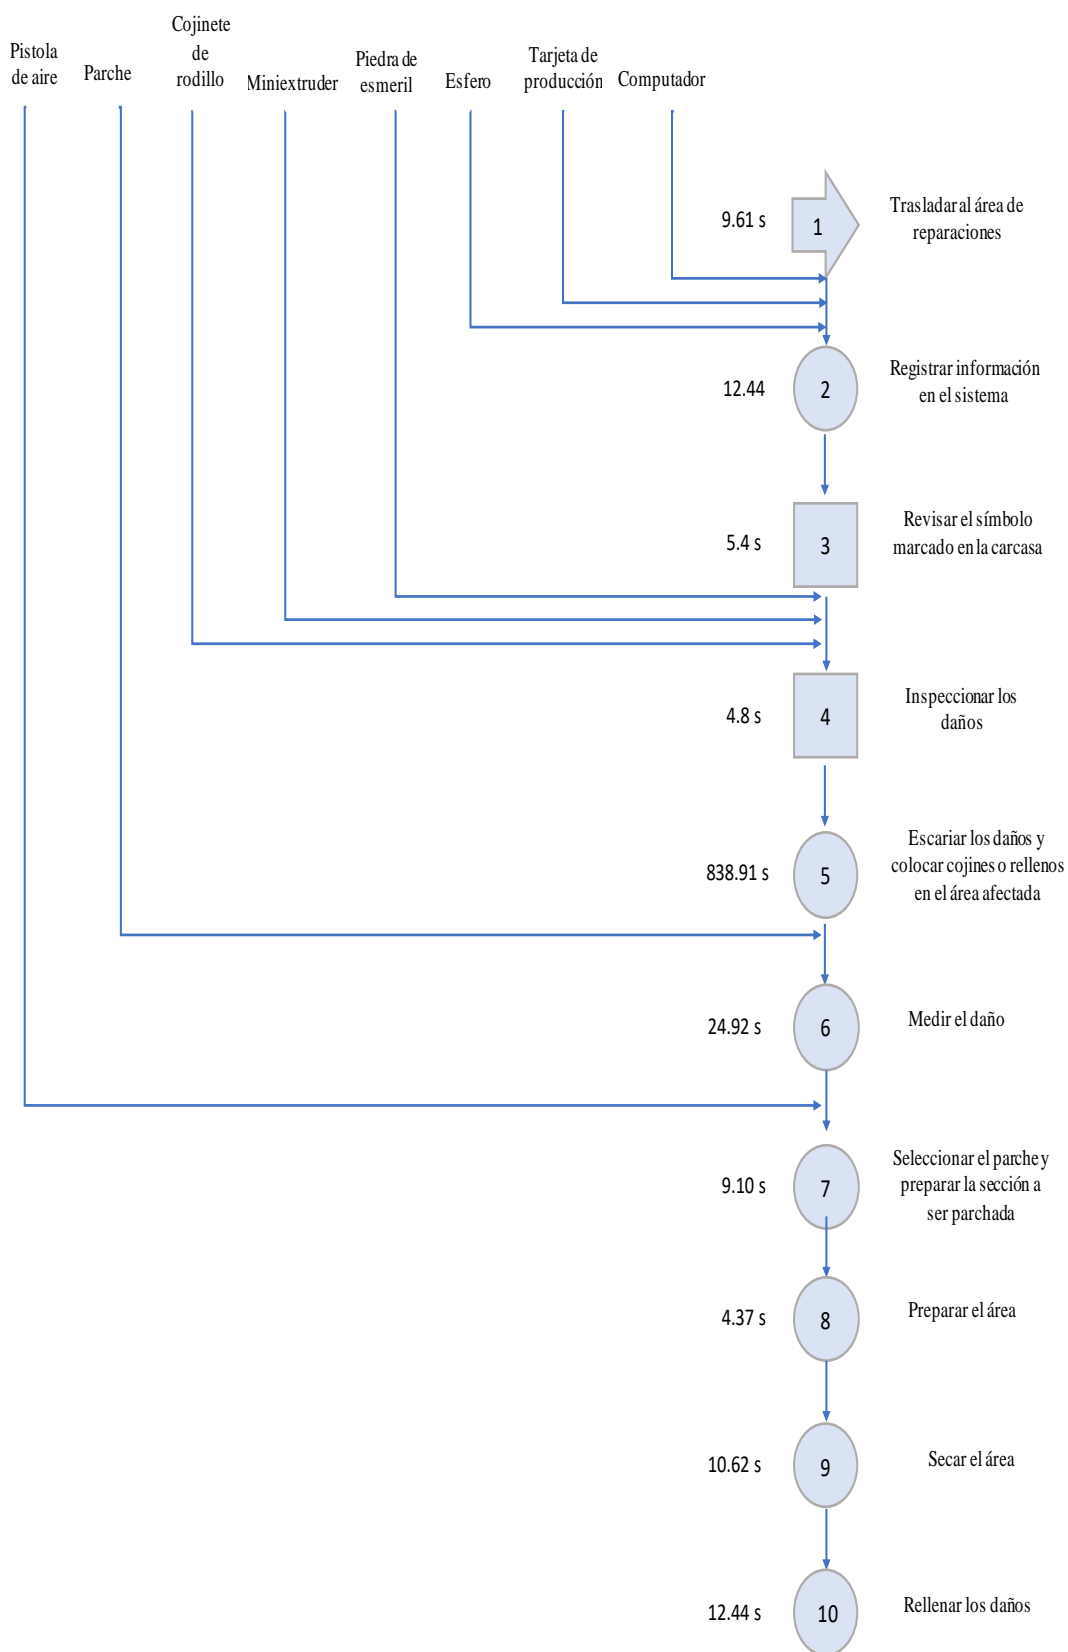 Pistola
de aire
Parche
Cojinete
de
rodillo
Miniextruder
Piedra de
esmeril
Esfero
Tarjeta de
producción
Computador
9.61 s
1
Trasladar al área de
reparaciones
12.44
2
Registrar información
en el sistema
5.4 s
3
Revisar el símbolo
marcado en la carcasa
4.8 s
4
Inspeccionar los
daños
838.91 s
5
Escariar los daños y
colocar cojines o rellenos
en el área afectada
24.92 s
6
Medir el daño
9.10 s
7
Seleccionar el parche y
preparar la sección a
ser parchada
4.37 s
8
Preparar el área
10.62 s
9
Secar el área
12.44 s
10
Rellenar los daños